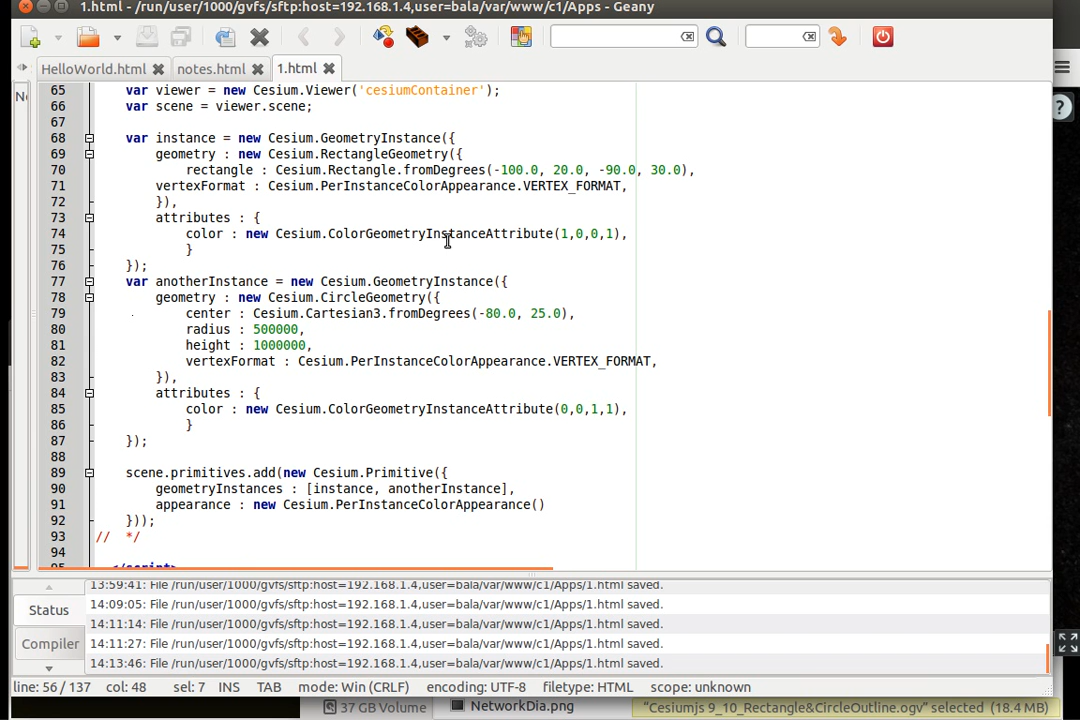 1.html - /run/user/1000/gvfs/sftp:host=192.168.1.4,user=bala/var/www/c1/Apps - Geany
HelloWorld.html notes.html 1.html
65 var viewer = new Cesium.Viewer('cesiumContainer');
66 var scene = viewer.scene;
67
68 var instance = new Cesium.GeometryInstance({
69 geometry : new Cesium.RectangleGeometry({
70 rectangle : Cesium.Rectangle.fromDegrees(-100.0, 20.0, -90.0, 30.0),
71 vertexFormat : Cesium.PerInstanceColorAppearance.VERTEX_FORMAT,
72 }),
73 attributes : {
74 color : new Cesium.ColorGeometryInstanceAttribute(1,0,0,1),
75 }
76 });
77 var anotherInstance = new Cesium.GeometryInstance({
78 geometry : new Cesium.CircleGeometry({
79 center : Cesium.Cartesian3.fromDegrees(-80.0, 25.0),
80 radius : 500000,
81 height : 1000000,
82 vertexFormat : Cesium.PerInstanceColorAppearance.VERTEX_FORMAT,
83 }),
84 attributes : {
85 color : new Cesium.ColorGeometryInstanceAttribute(0,0,1,1),
86 }
87 });
88
89 scene.primitives.add(new Cesium.Primitive({
90 geometryInstances : [instance, anotherInstance],
91 appearance : new Cesium.PerInstanceColorAppearance()
92 }));
93 // */
94
95 </script>
13:59:41: File /run/user/1000/gvfs/sftp:host=192.168.1.4,user=bala/var/www/c1/Apps/1.html saved.
Status
14:09:05: File /run/user/1000/gvfs/sftp:host=192.168.1.4,user=bala/var/www/c1/Apps/1.html saved.
14:11:14: File /run/user/1000/gvfs/sftp:host=192.168.1.4,user=bala/var/www/c1/Apps/1.html saved.
Compiler
14:11:27: File /run/user/1000/gvfs/sftp:host=192.168.1.4,user=bala/var/www/c1/Apps/1.html saved.
14:13:46: File /run/user/1000/gvfs/sftp:host=192.168.1.4,user=bala/var/www/c1/Apps/1.html saved.
line: 56 / 137 col: 48 sel: 7 INS TAB mode: Win (CRLF) encoding: UTF-8 filetype: HTML scope: unknown
37 GB Volume NetworkDia.png "Cesiumjs 9_10_Rectangle&CircleOutline.ogv" selected (18.4 MB)